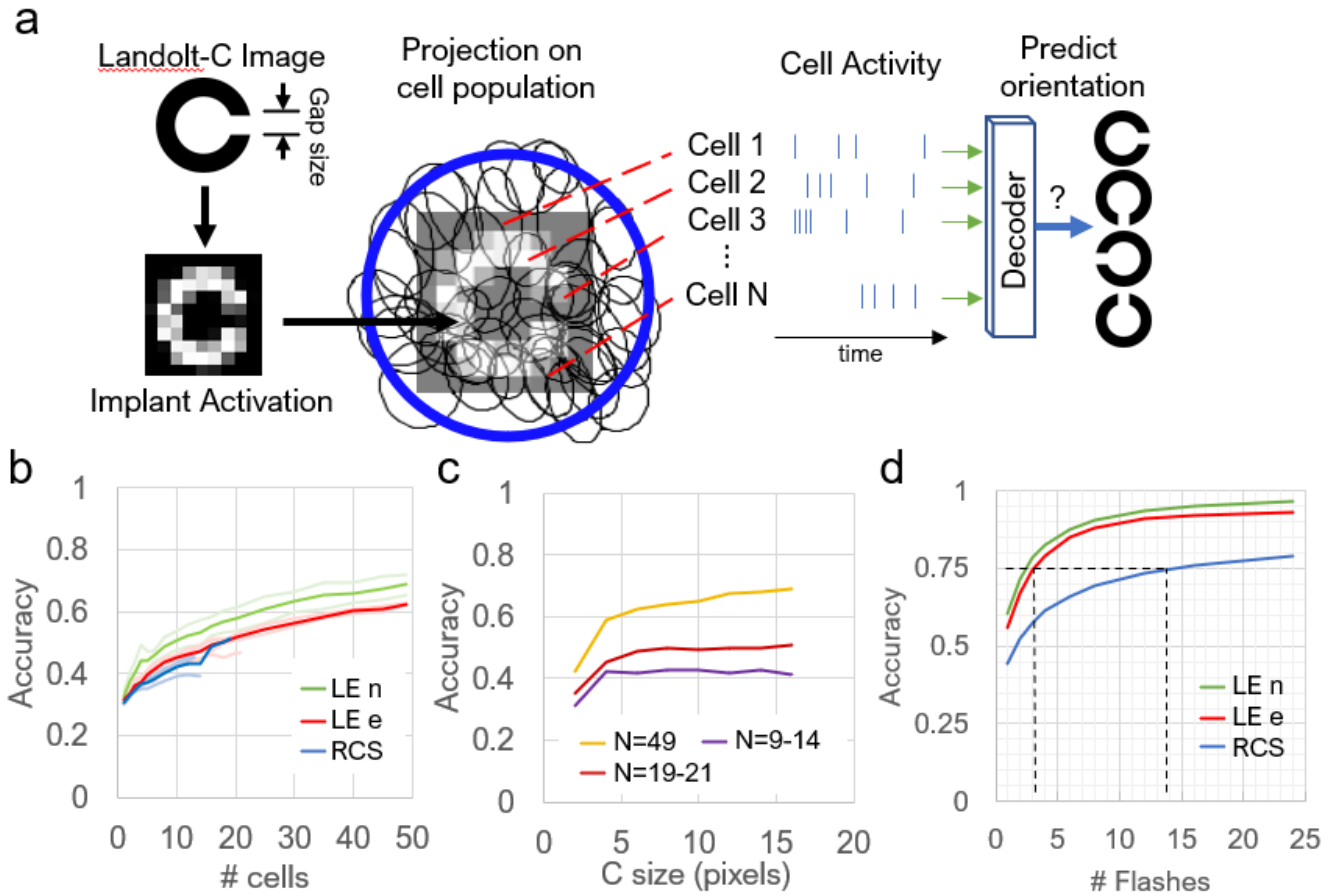 a
Landolt-C Image
Gap size
Implant Activation
Projection on
cell population
Cell Activity
Cell 1
Cell 2
Cell 3
⋮
Cell N
time
Decoder
?
Predict
orientation
b
Accuracy
1
0.8
0.6
0.4
0.2
0
0 10 20 30 40 50
# cells
LE n
LE e
RCS
c
Accuracy
1
0.8
0.6
0.4
0.2
0
0 5 10 15 20
C size (pixels)
N=49 N=9-14
N=19-21
d
Accuracy
1
0.75
0.5
0.25
0
0 5 10 15 20 25
# Flashes
LE n
LE e
RCS